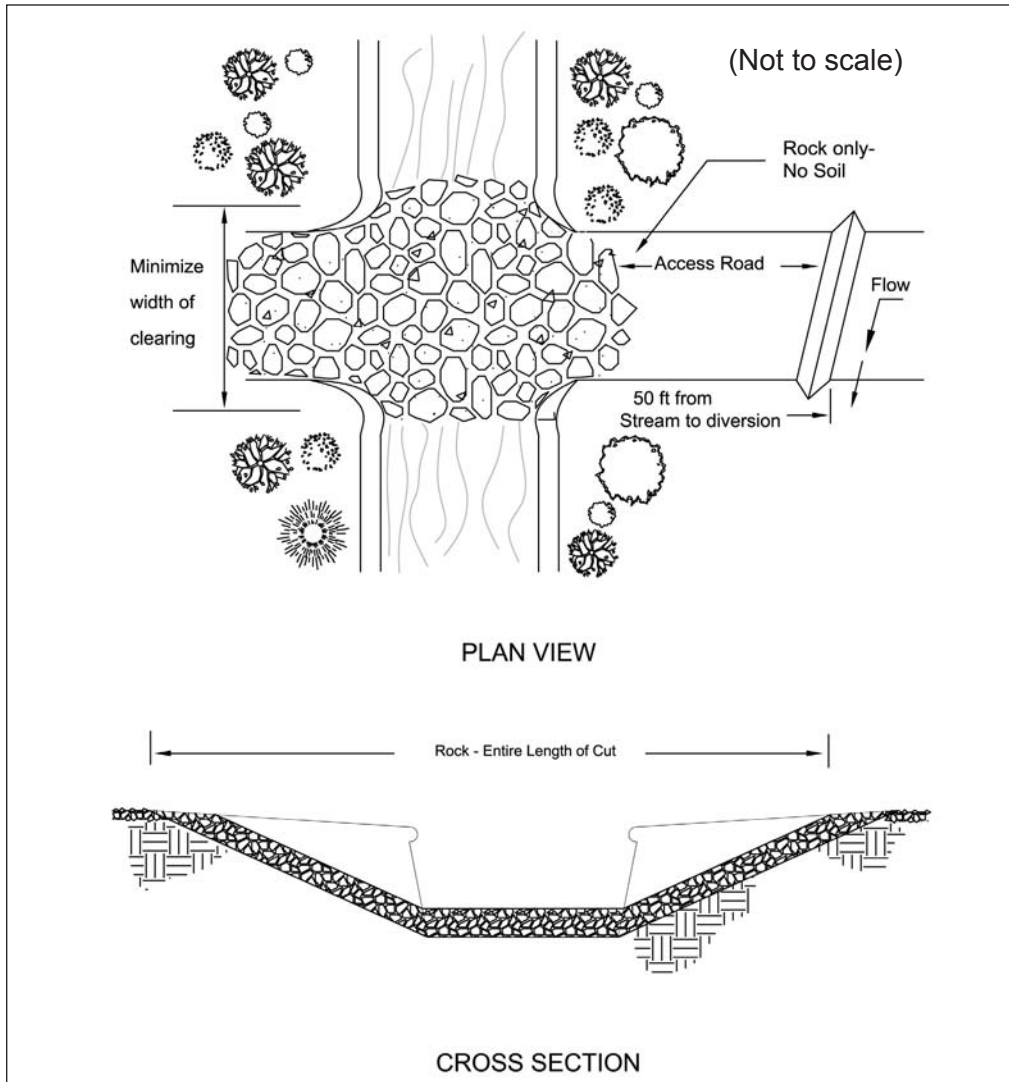 (Not to scale)
Rock only-
No Soil
Minimize
width of
clearing
Access Road
Flow
50 ft from
Stream to diversion
PLAN VIEW
Rock - Entire Length of Cut
CROSS SECTION